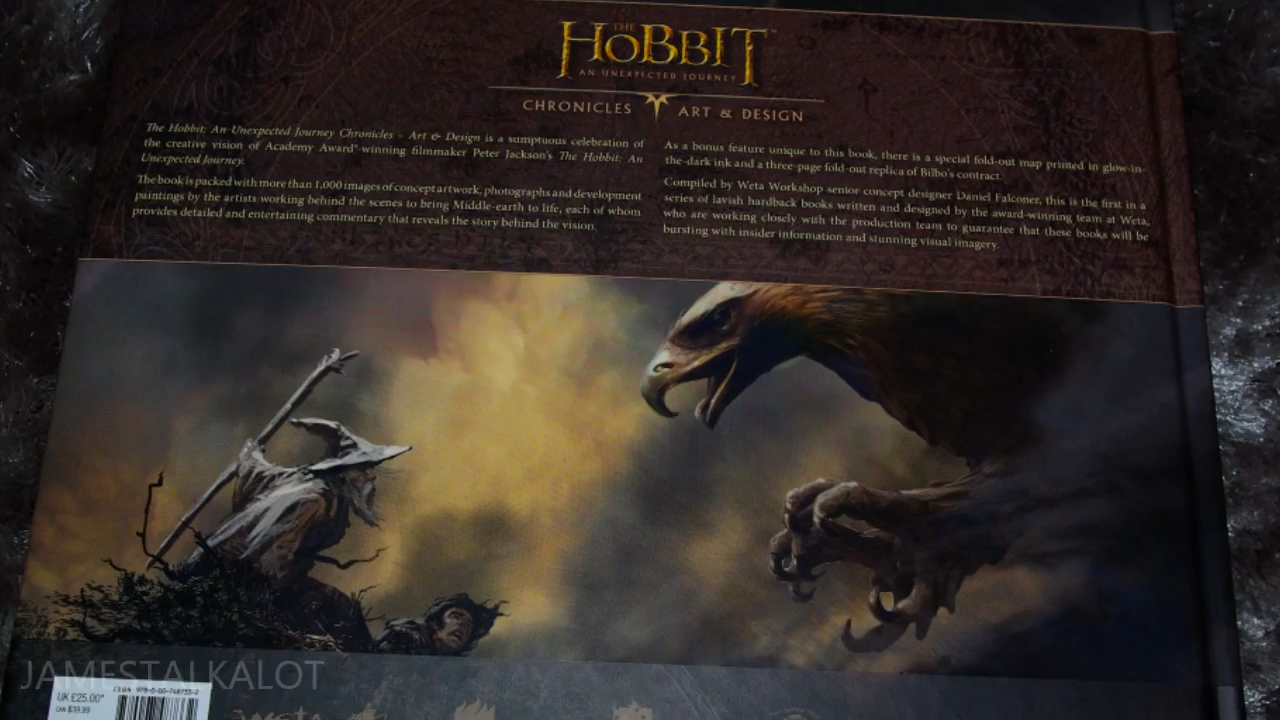 THE
HOBBIT
AN UNEXPECTED JOURNEY
CHRONICLES ART & DESIGN
The Hobbit: An Unexpected Journey Chronicles – Art & Design is a sumptuous celebration of
the creative vision of Academy Award®-winning filmmaker Peter Jackson's The Hobbit: An
Unexpected Journey.
The book is packed with more than 1,000 images of concept artwork, photographs and development
paintings by the artists working behind the scenes to bring Middle-earth to life, each of whom
provides detailed and entertaining commentary that reveals the story behind the vision.
As a bonus feature unique to this book, there is a special fold-out map printed in glow-in-
the-dark ink and a three-page fold-out replica of Bilbo's contract.
Compiled by Weta Workshop senior concept designer Daniel Falconer, this is the first in a
series of lavish hardback books written and designed by the award-winning team at Weta,
who are working closely with the production team to guarantee that these books will be
bursting with insider information and stunning visual imagery.
JAMESTALKALOT
UK £25.00*
CAN $39.99
ISBN